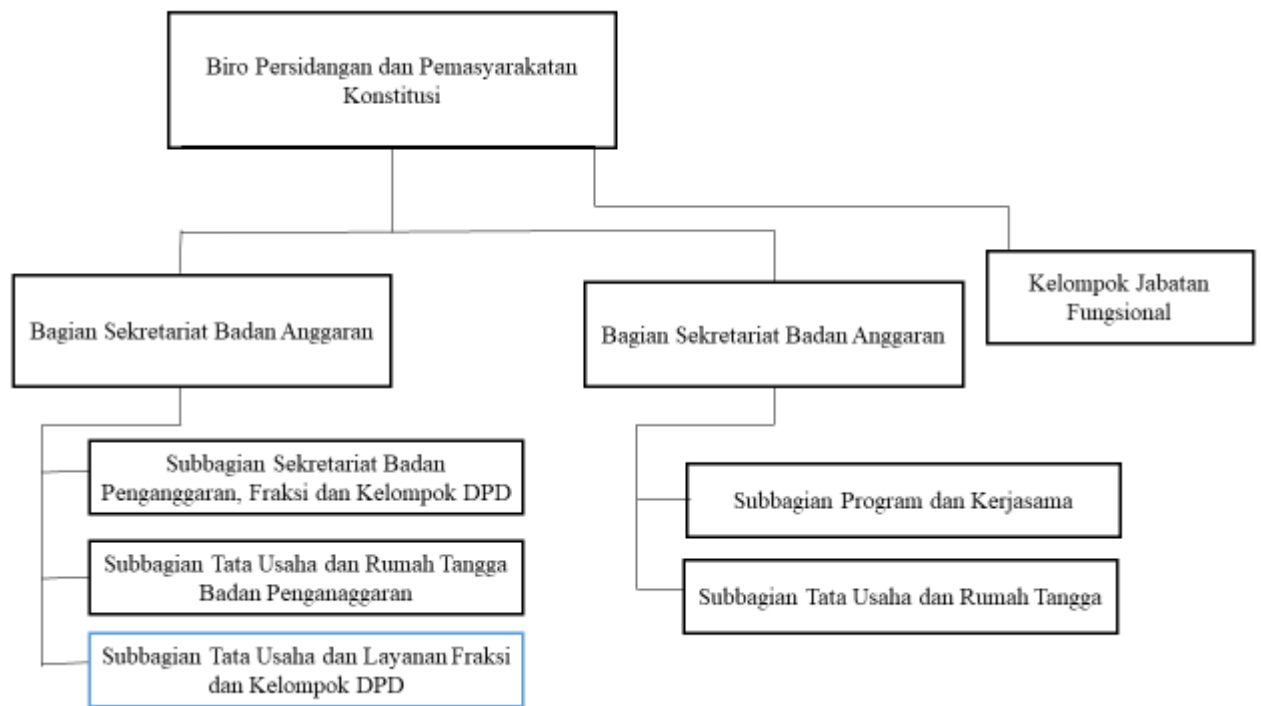 Biro Persidangan dan Pemasyarakatan
Konstitusi
Kelompok Jabatan
Fungsional
Bagian Sekretariat Badan Anggaran
Subbagian Sekretariat Badan
Penganggaran, Fraksi dan Kelompok DPD
Subbagian Tata Usaha dan Rumah Tangga
Badan Penganaggaran
Subbagian Tata Usaha dan Layanan Fraksi
dan Kelompok DPD
Bagian Sekretariat Badan Anggaran
Subbagian Program dan Kerjasama
Subbagian Tata Usaha dan Rumah Tangga